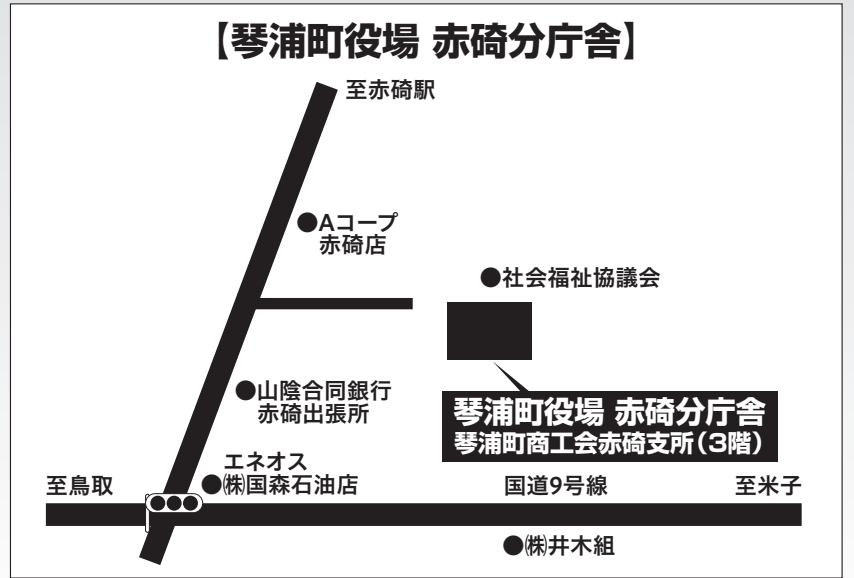 【琴浦町役場 赤碕分庁舎】
至赤碕駅
●Aコープ
赤碕店
●社会福祉協議会
●山陰合同銀行
赤碕出張所
琴浦町役場 赤碕分庁舎
琴浦町商工会赤碕支所(3階)
エネオス
●㈱国森石油店
至鳥取
国道9号線
至米子
●㈱井木組